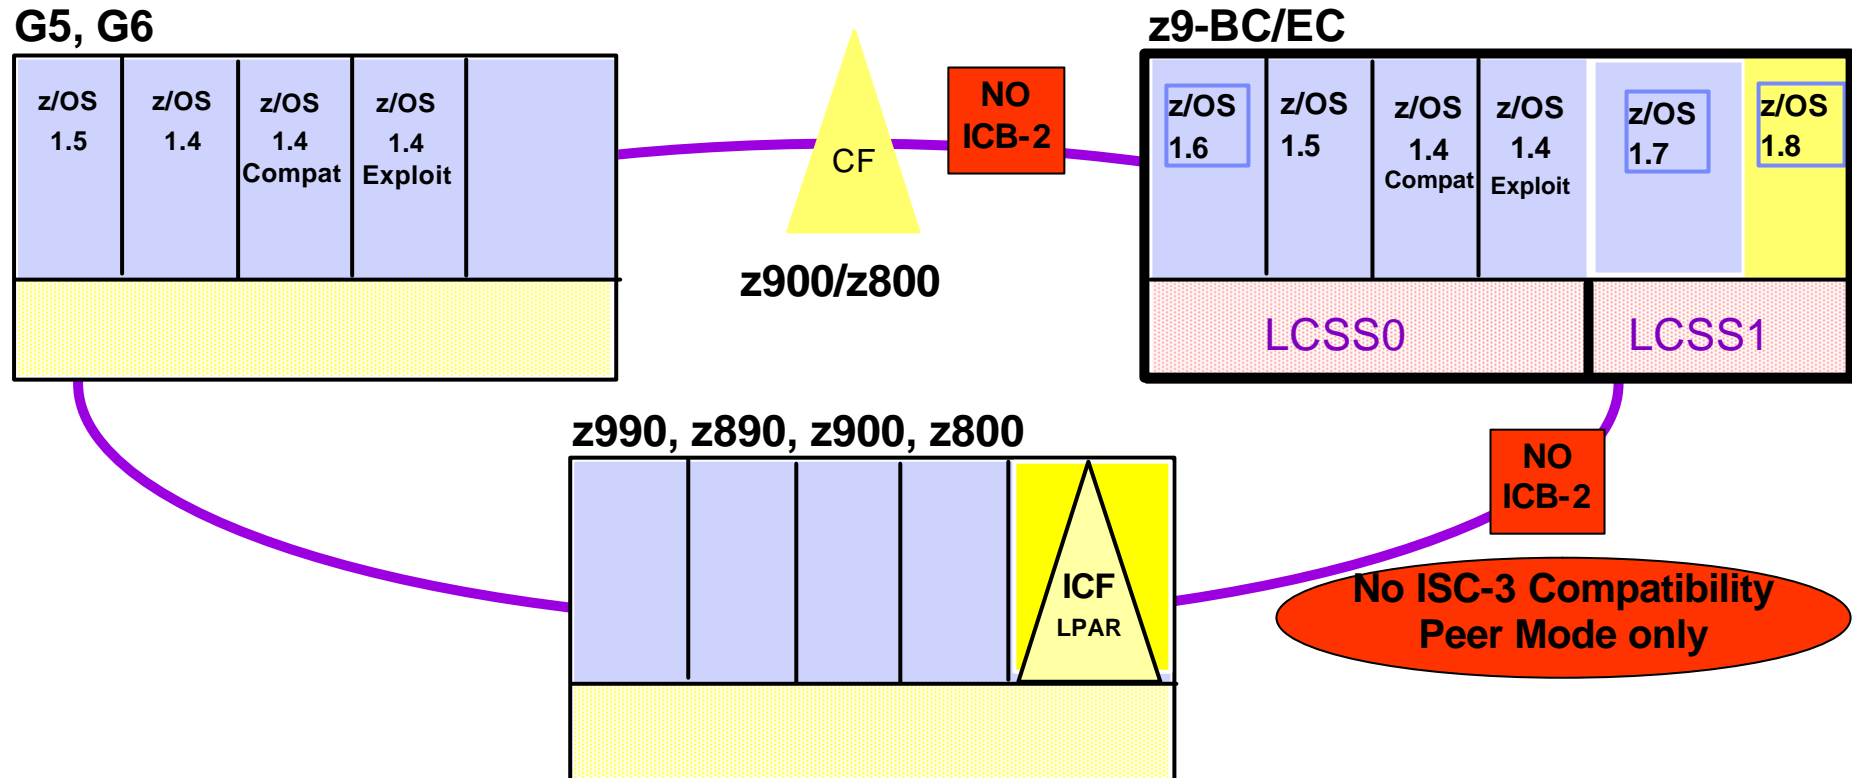 G5, G6
z/OS
1.5
z/OS
1.4
z/OS
1.4
Compat
z/OS
1.4
Exploit
CF
z900/z800
NO
ICB-2
z9-BC/EC
z/OS
1.6
z/OS
1.5
z/OS
1.4
Compat
z/OS
1.4
Exploit
z/OS
1.7
z/OS
1.8
LCSS0
LCSS1
z990, z890, z900, z800
ICF
LPAR
NO
ICB-2
No ISC-3 Compatibility
Peer Mode only